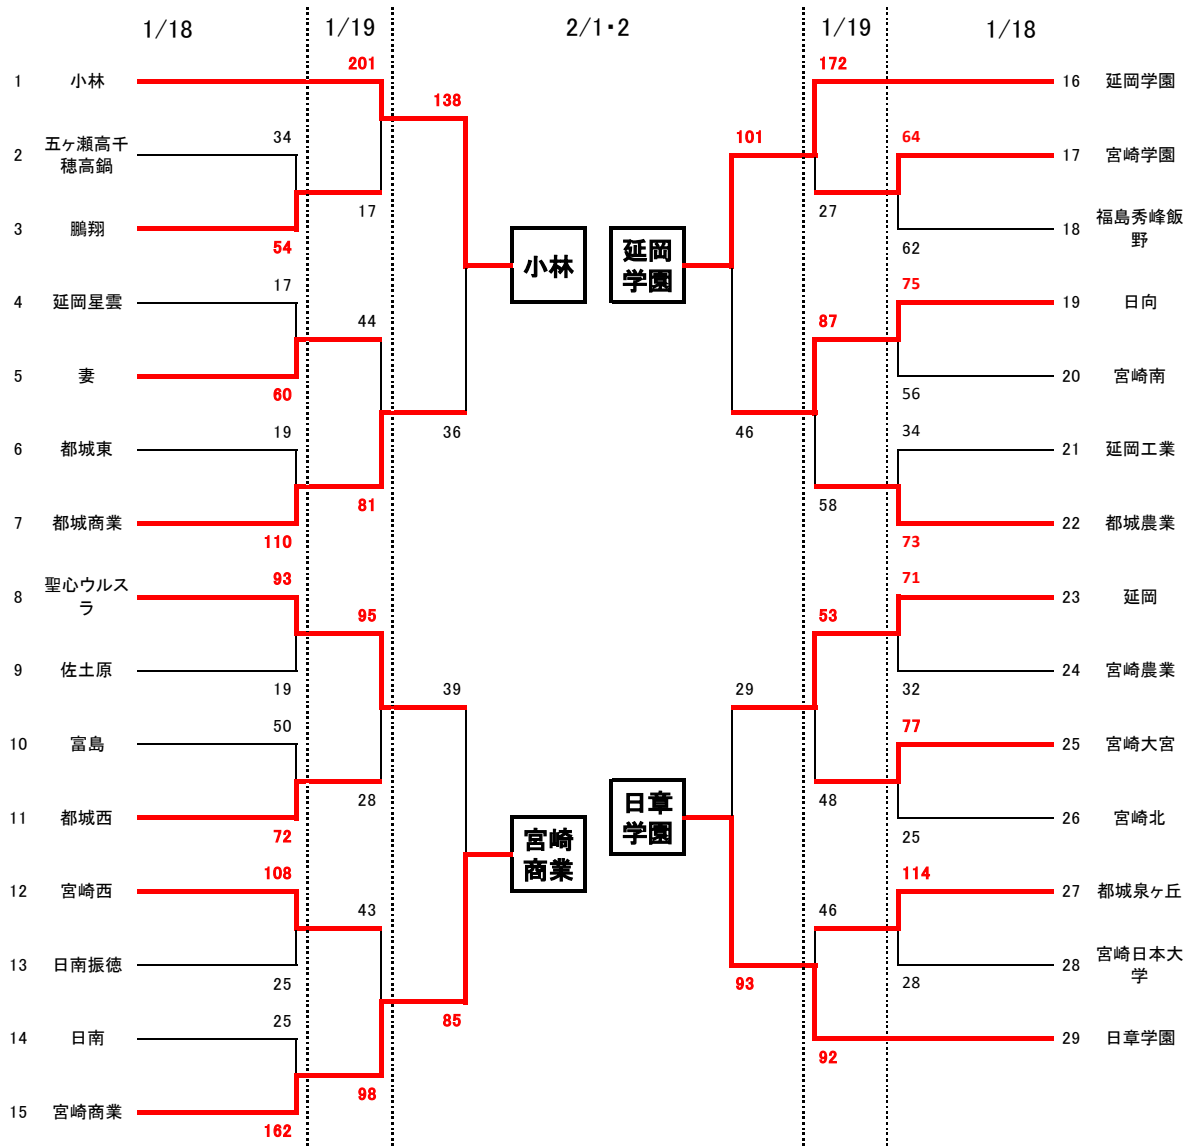 1/18
1/19
2/1・2
1/19
1/18
201
172
1 小林
16 延岡学園
138
34
101
64
2 五ヶ瀬高千
穂高鍋
17 宮崎学園
17
27
3 鵬翔
18 福島秀峰飯
野
54
62
小林
延岡
学園
17
75
4 延岡星雲
19 日向
44
87
5 妻
20 宮崎南
60
56
19
36
46
34
6 都城東
21 延岡工業
81
58
7 都城商業
22 都城農業
110
73
93
71
8 聖心ウルス
ラ
23 延岡
95
53
9 佐土原
24 宮崎農業
19
39
29
32
50
77
10 富島
25 宮崎大宮
28
48
11 都城西
26 宮崎北
72
25
宮崎
商業
日章
学園
108
114
12 宮崎西
27 都城泉ヶ丘
43
46
13 日南振徳
28 宮崎日本大
学
25
93
28
25
85
14 日南
29 日章学園
92
98
15 宮崎商業
162